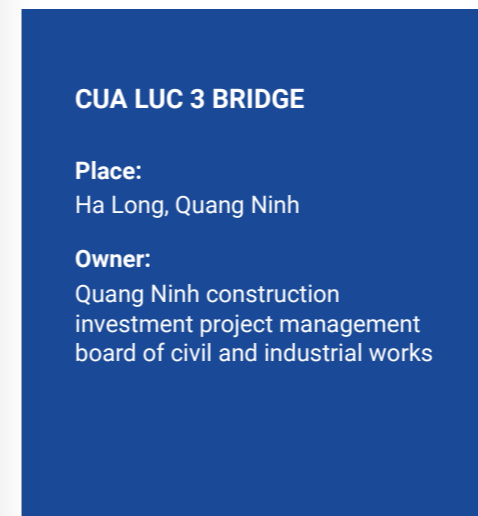 CUA LUC 3 BRIDGE
Place:
Ha Long, Quang Ninh
Owner:
Quang Ninh construction
investment project management
board of civil and industrial works